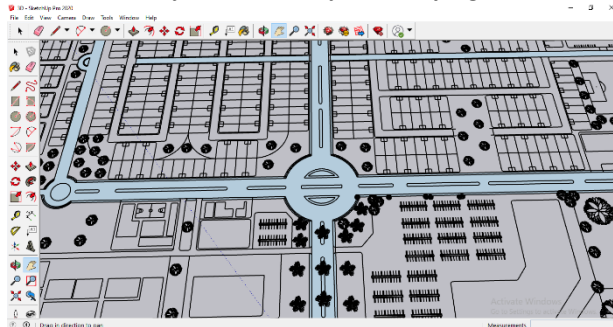 3D - SketchUp Pro 2020
File Edit View Camera Draw Tools Window Help
Activate Windows
Drag in direction to pan
Measurements